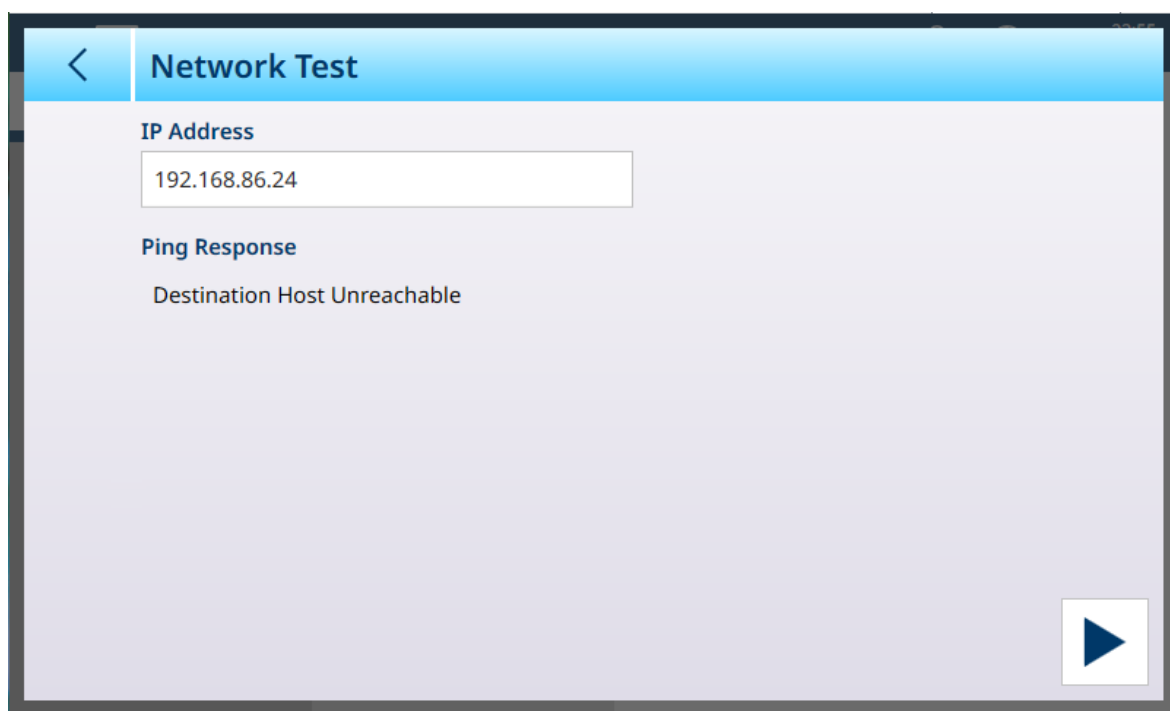 Network Test
IP Address
192.168.86.24
Ping Response
Destination Host Unreachable